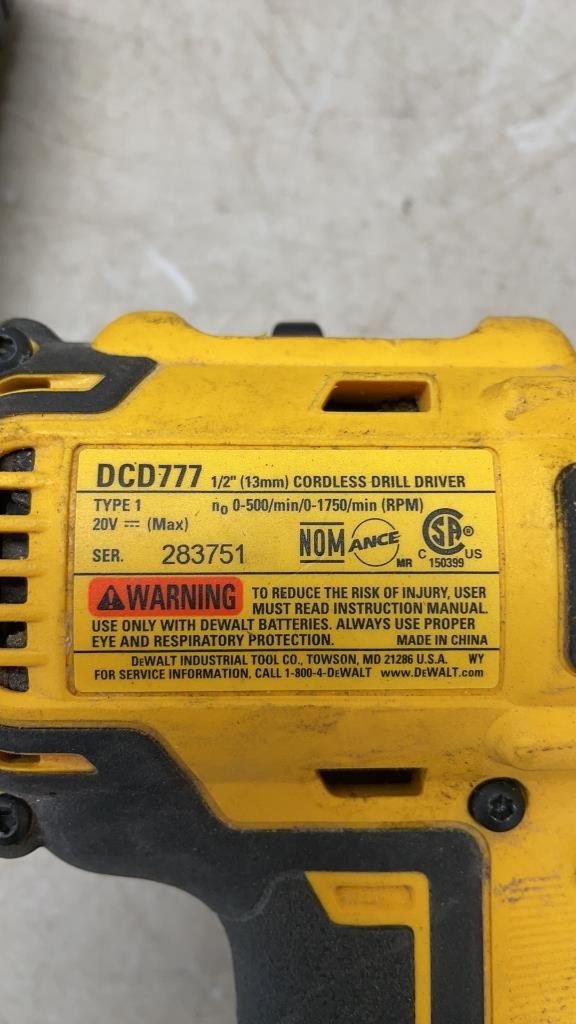 DCD777 1/2" (13mm) CORDLESS DRILL DRIVER
TYPE 1 n0 0-500/min/0-1750/min (RPM)
20V ⎓ (Max)
NOM ANCE MR
C SA ® US 150399
SER. 283751
WARNING TO REDUCE THE RISK OF INJURY, USER
MUST READ INSTRUCTION MANUAL.
USE ONLY WITH DEWALT BATTERIES. ALWAYS USE PROPER
EYE AND RESPIRATORY PROTECTION. MADE IN CHINA
DEWALT INDUSTRIAL TOOL CO., TOWSON, MD 21286 U.S.A. WY
FOR SERVICE INFORMATION, CALL 1-800-4-DEWALT www.DEWALT.com